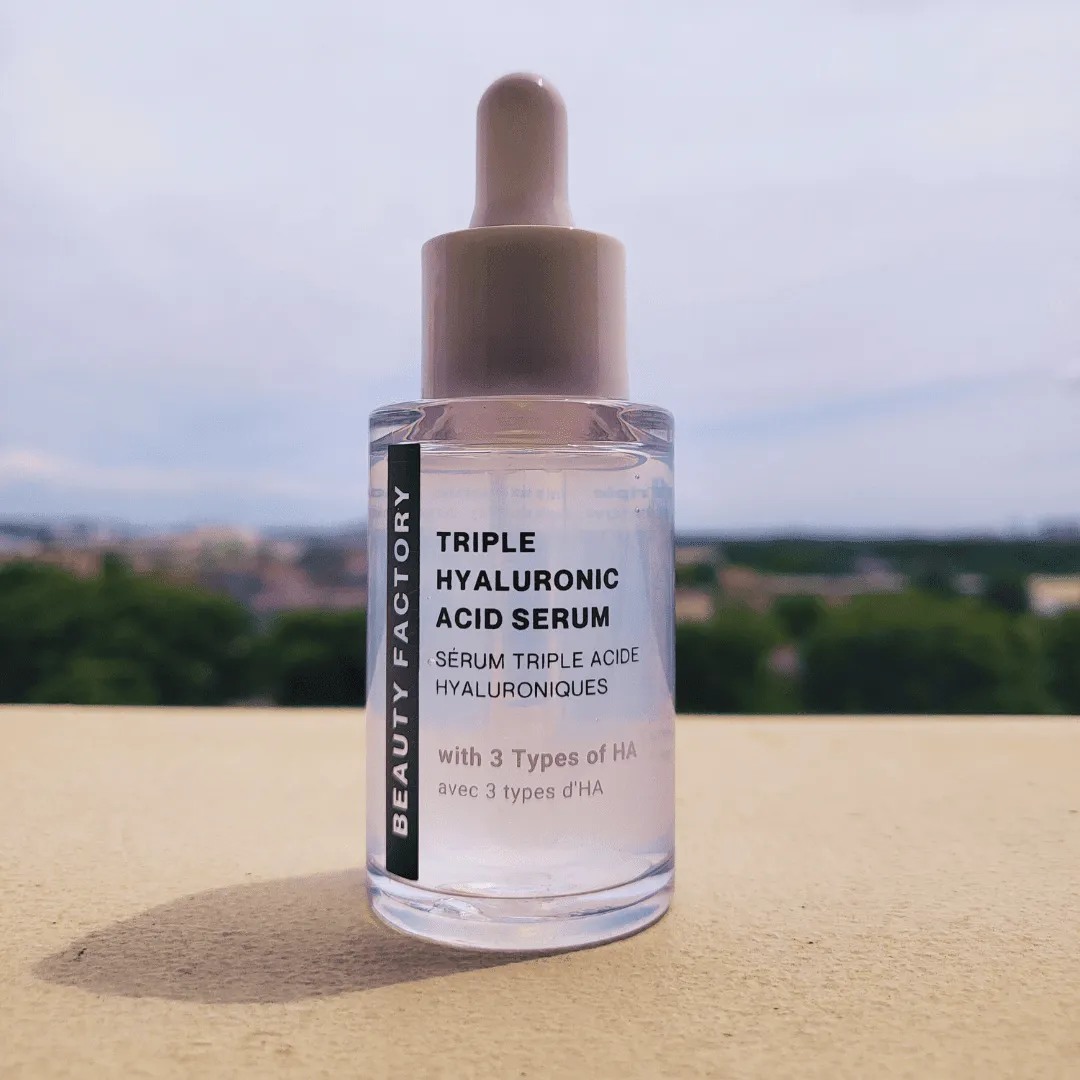 BEAUTY FACTORY
TRIPLE
HYALURONIC
ACID SERUM
SÉRUM TRIPLE ACIDE
HYALURONIQUES
with 3 Types of HA
avec 3 types d'HA